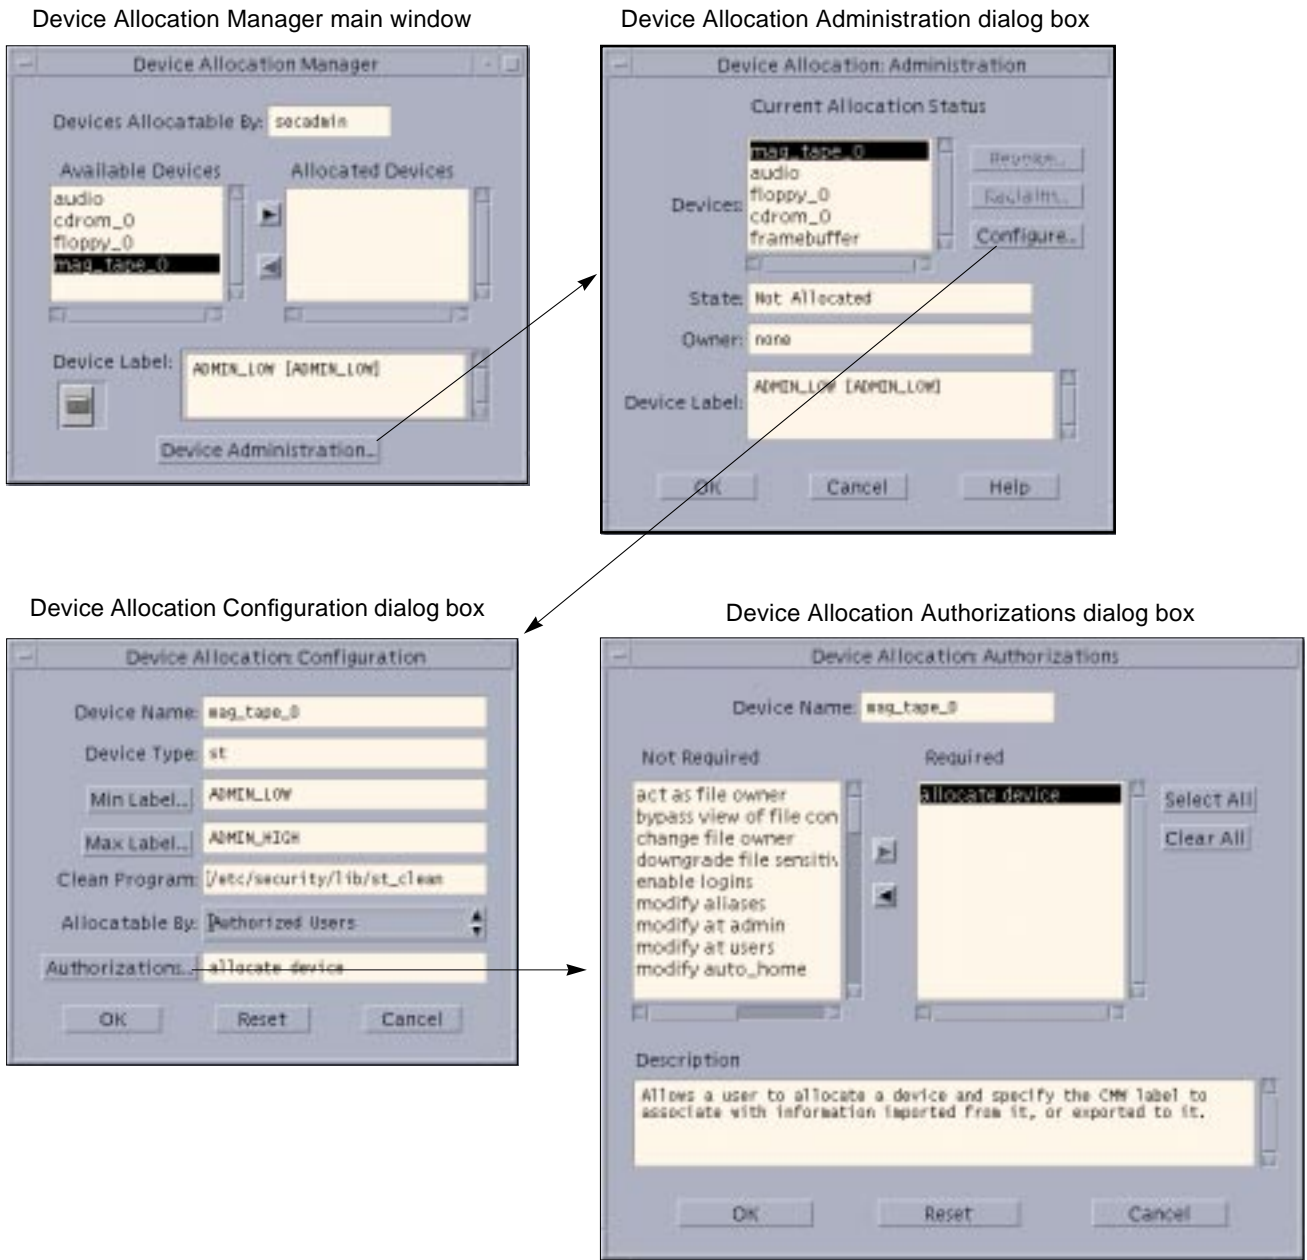 Device Allocation Manager main window
Device Allocation Manager
Devices Allocatable By: secadmin
Available Devices
Allocated Devices
audio
cdrom_0
floppy_0
mag_tape_0
Device Label: ADMIN_LOW [ADMIN_LOW]
Device Administration...
Device Allocation Administration dialog box
Device Allocation: Administration
Current Allocation Status
Devices:
mag_tape_0
audio
floppy_0
cdrom_0
framebuffer
Revoke...
Reclaim...
Configure...
State: Not Allocated
Owner: none
Device Label: ADMIN_LOW [ADMIN_LOW]
OK Cancel Help
Device Allocation Configuration dialog box
Device Allocation: Configuration
Device Name: mag_tape_0
Device Type: st
Min Label... ADMIN_LOW
Max Label... ADMIN_HIGH
Clean Program: /etc/security/lib/st_clean
Allocatable By: Authorized Users
Authorizations... allocate device
OK Reset Cancel
Device Allocation Authorizations dialog box
Device Allocation: Authorizations
Device Name: mag_tape_0
Not Required
act as file owner
bypass view of file con
change file owner
downgrade file sensitiv
enable logins
modify aliases
modify at admin
modify at users
modify auto_home
Required
allocate device
Select All
Clear All
Description
Allows a user to allocate a device and specify the CMW label to
associate with information imported from it, or exported to it.
OK Reset Cancel